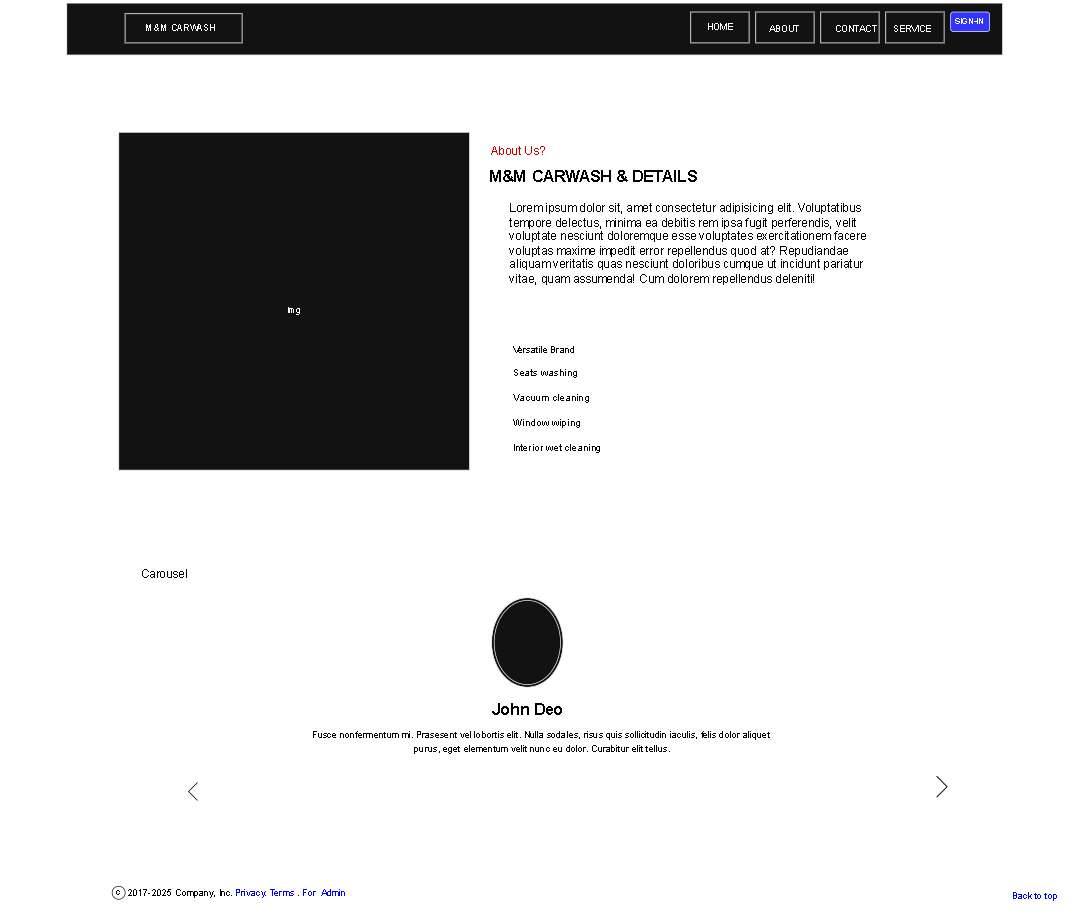 M&M CARWASH
HOME
ABOUT
CONTACT
SERVICE
SIGN-IN
Img
About Us?
M&M CARWASH & DETAILS
Lorem ipsum dolor sit, amet consectetur adipisicing elit. Voluptatibus
tempore delectus, minima ea debitis rem ipsa fugit perferendis, velit
voluptate nesciunt doloremque esse voluptates exercitationem facere
voluptas maxime impedit error repellendus quod at? Repudiandae
aliquam veritatis quas nesciunt doloribus cumque ut incidunt pariatur
vitae, quam assumenda! Cum dolorem repellendus deleniti!
Versatile Brand
Seats washing
Vacuum cleaning
Window wiping
Interior wet cleaning
Carousel
John Deo
Fusce nonfermentum mi. Prasesent vel lobortis elit. Nulla sodales, risus quis sollicitudin iaculis, felis dolor aliquet
purus, eget elementum velit nunc eu dolor. Curabitur elit tellus.
© 2017-2025 Company, Inc. Privacy. Terms . For Admin
Back to top